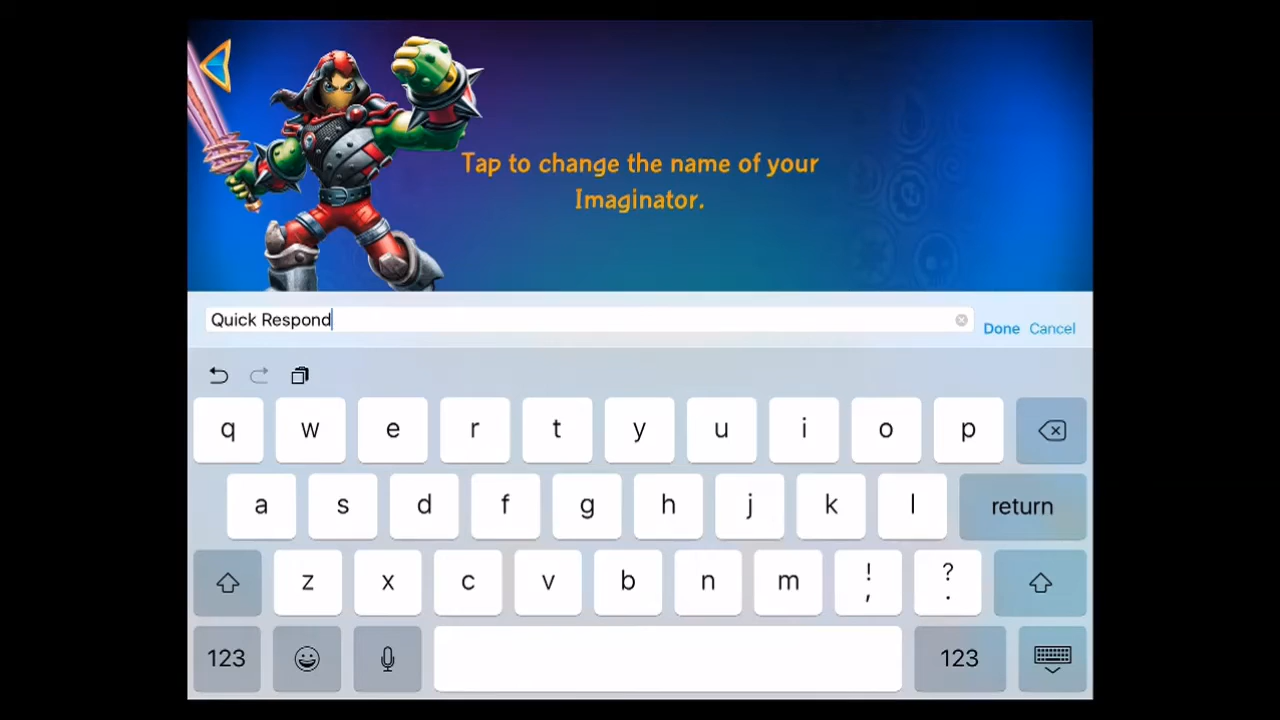 Tap to change the name of your
Imaginator.
Quick Respond
Done Cancel
q w e r t y u i o p
a s d f g h j k l return
z x c v b n m ! , ? .
123 123